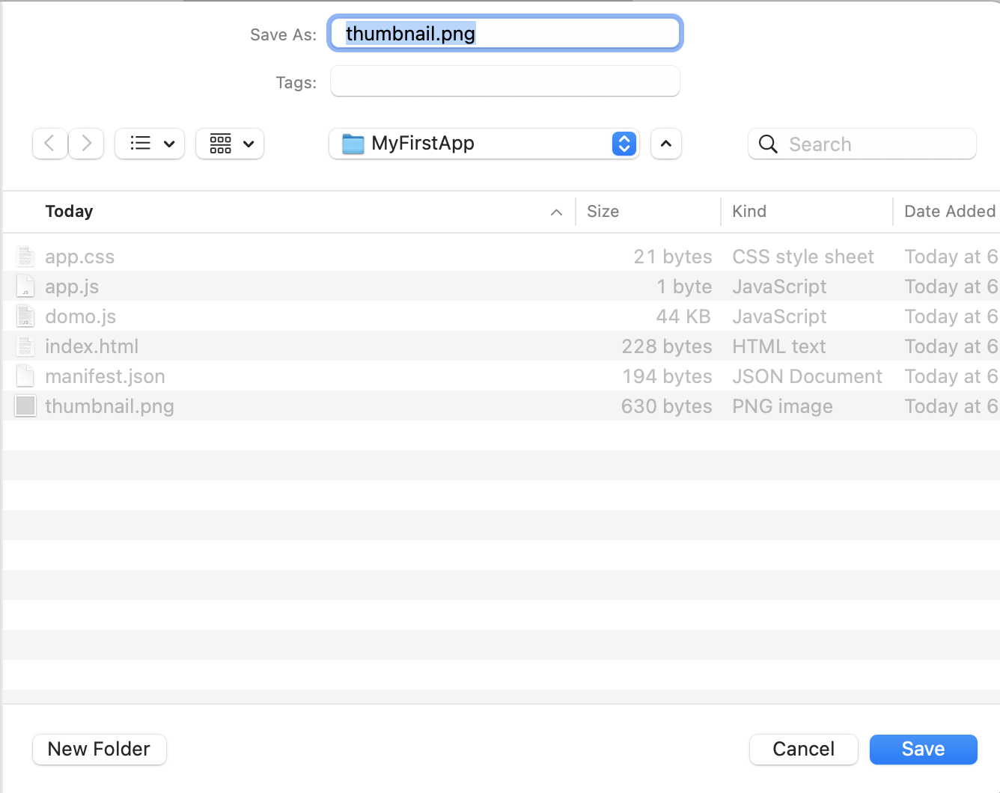 Save As: thumbnail.png
Tags:
MyFirstApp
Search
Today Size Kind Date Added
app.css 21 bytes CSS style sheet Today at 6
app.js 1 byte JavaScript Today at 6
domo.js 44 KB JavaScript Today at 6
index.html 228 bytes HTML text Today at 6
manifest.json 194 bytes JSON Document Today at 6
thumbnail.png 630 bytes PNG image Today at 6
New Folder Cancel Save